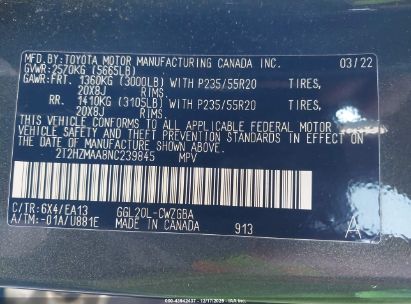 MFD.BY: TOYOTA MOTOR MANUFACTURING CANADA INC. 03/22
GVWR: 2570KG (5665LB)
GAWR: FRT. 1360KG (3000LB) WITH P235/55R20 TIRES,
20X8J RIMS.
RR. 1410KG (3105LB) WITH P235/55R20 TIRES,
20X8J RIMS.
THIS VEHICLE CONFORMS TO ALL APPLICABLE FEDERAL MOTOR
VEHICLE SAFETY STANDARDS IN EFFECT ON THE DATE OF
MANUFACTURE SHOWN ABOVE.
2T2HZMAA8NC239845 MPV
C/TR: 6X4/EA13 GGL20L-CWZGBA
A/TM: -01A/U881E MADE IN CANADA 913 A